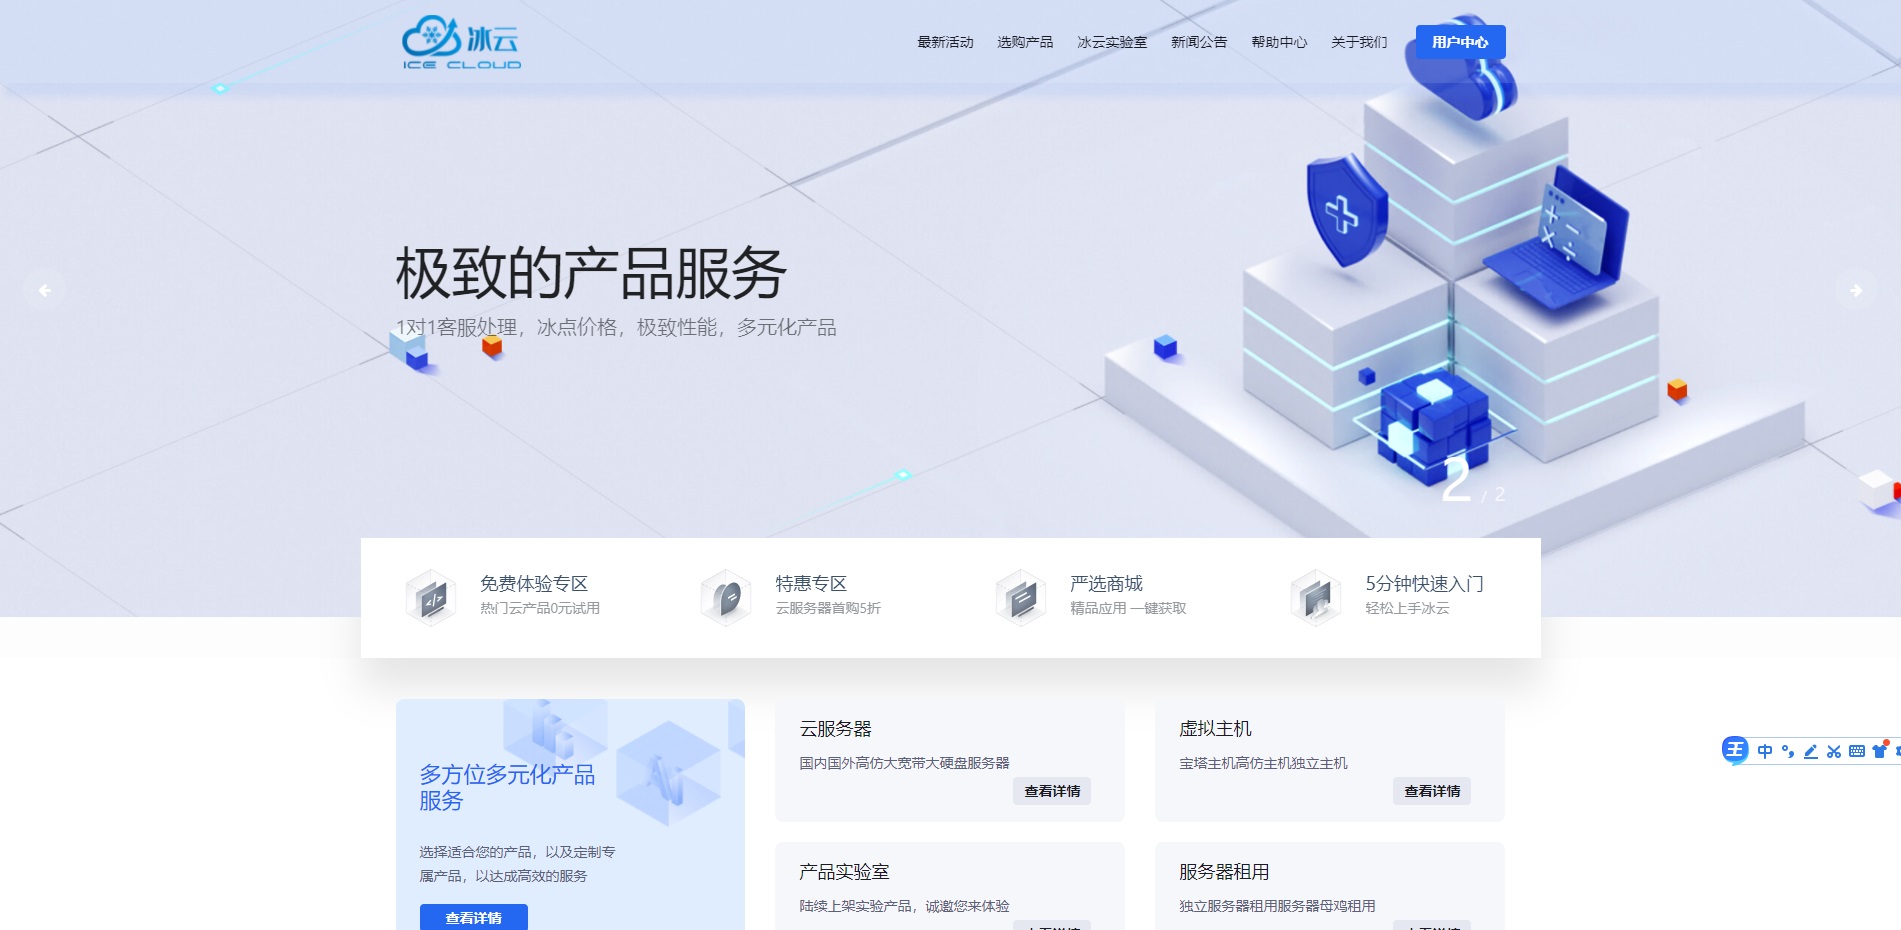 冰云
ICE CLOUD
最新活动 选购产品 冰云实验室 新闻公告 帮助中心 关于我们 用户中心
极致的产品服务
1对1客服处理，冰点价格，极致性能，多元化产品
2 / 2
免费体验专区
热门云产品0元试用
特惠专区
云服务器首购5折
严选商城
精品应用 一键获取
5分钟快速入门
轻松上手冰云
多方位多元化产品
服务
选择适合您的产品，以及定制专
属产品，以达成高效的服务
查看详情
云服务器
国内国外高仿大宽带大硬盘服务器
查看详情
虚拟主机
宝塔主机高仿主机独立主机
查看详情
产品实验室
陆续上架实验产品，诚邀您来体验
服务器租用
独立服务器租用服务器母鸡租用
王 中